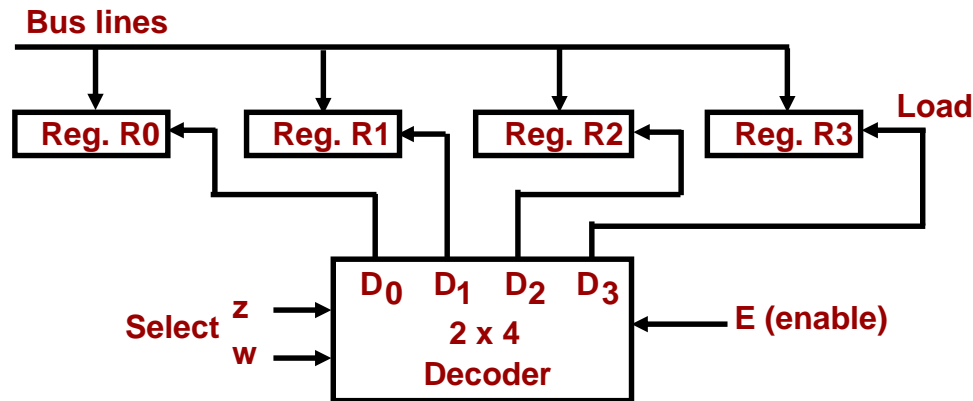 Bus lines
Load
Reg. R0 Reg. R1 Reg. R2 Reg. R3
D0 D1 D2 D3
z
Select
w
2 x 4
Decoder
E (enable)